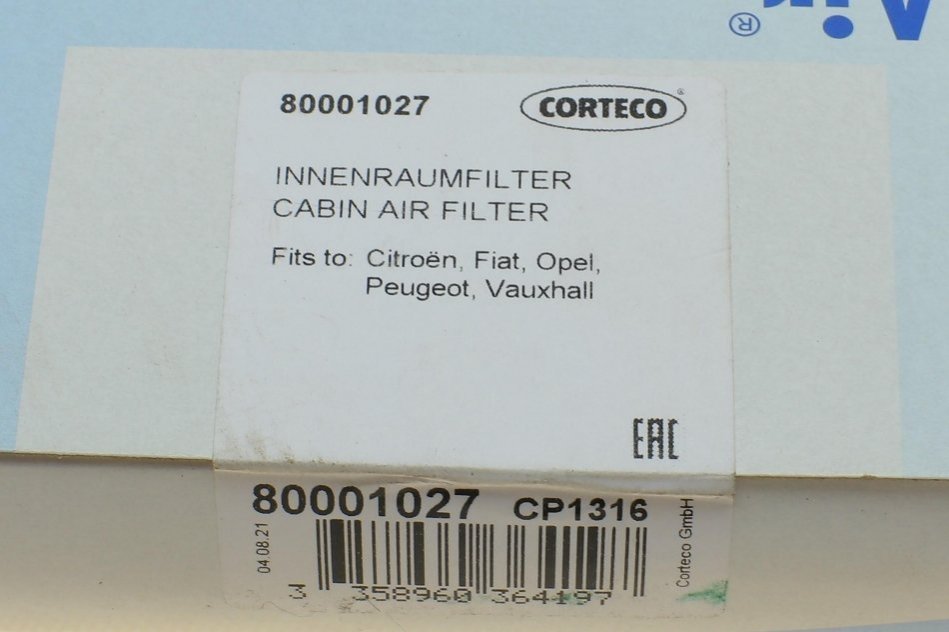 Air®
80001027
CORTECO®
INNENRAUMFILTER
CABIN AIR FILTER
Fits to: Citroën, Fiat, Opel,
Peugeot, Vauxhall
EAC
80001027 CP1316
04.08.21
Corteco GmbH
3 358960 364197